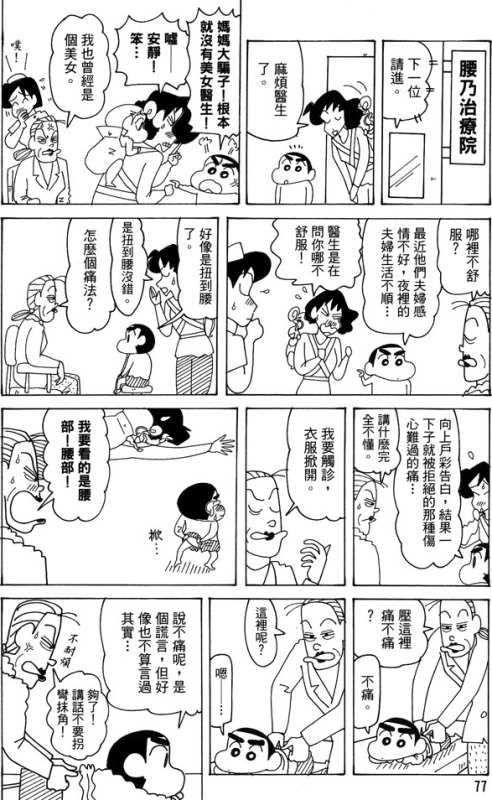 腰乃治療院
下一位
請進。
麻煩醫生
了。
媽媽大騙子！根本
就沒有美女醫生！
噓—
安靜！
笨…
我也曾經是
個美女。
噗！
哪裡不舒
服？
最近他們夫婦感
情不好，夜裡的
夫婦生活不順…
醫生是在
問你哪不
舒服！
好像是扭到腰
了。
是扭到腰沒錯。
怎麼個痛法？
向上戶彩告白，結果一
下子就被拒絕的那種傷
心難過的痛…
講什麼完
全不懂。
我要觸診，
衣服掀開。
掀…
我要看的是腰
部！腰部！
壓這裡
痛不痛
？
不痛。
這裡呢？
嗯……
說不痛呢，是
個謊言，但好
像也不算言過
其實…
不耐煩
夠了！
講話不要拐
彎抹角！
77